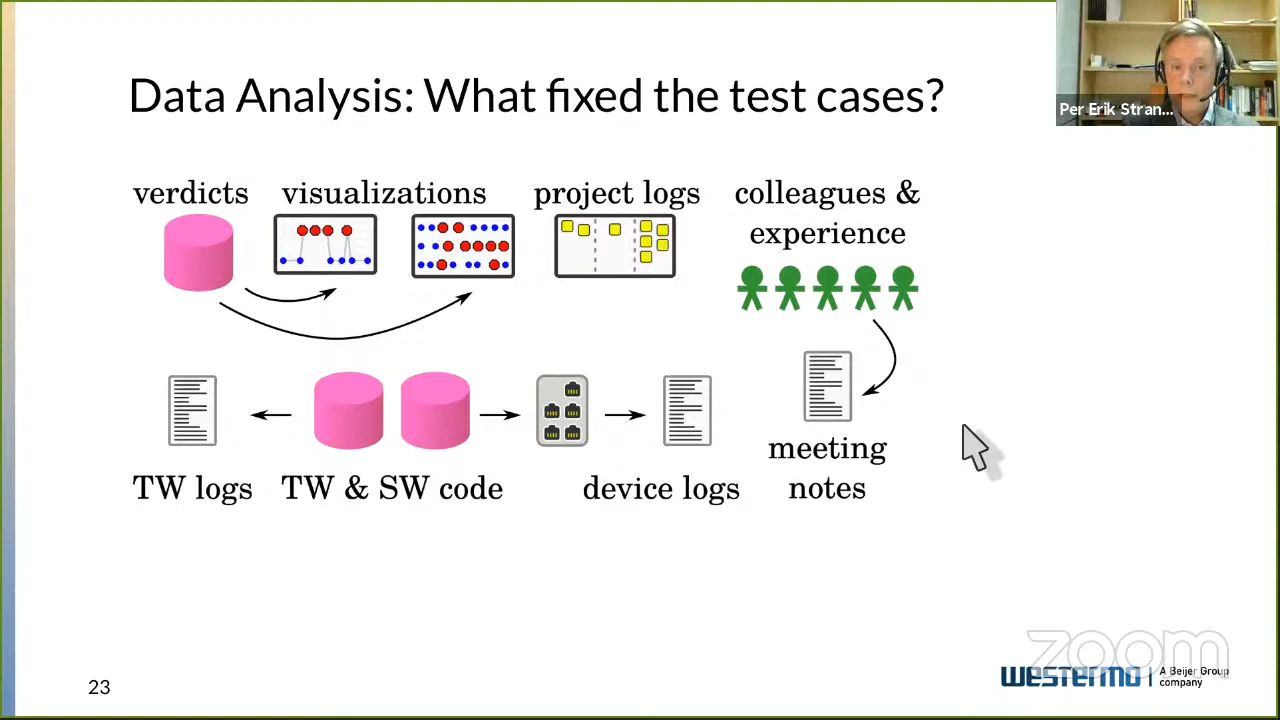 Data Analysis: What fixed the test cases?
Per Erik Stran...
verdicts
visualizations
project logs
colleagues &
experience
TW logs
TW & SW code
device logs
meeting
notes
23
zoom
westermo
A Beijer Group
company